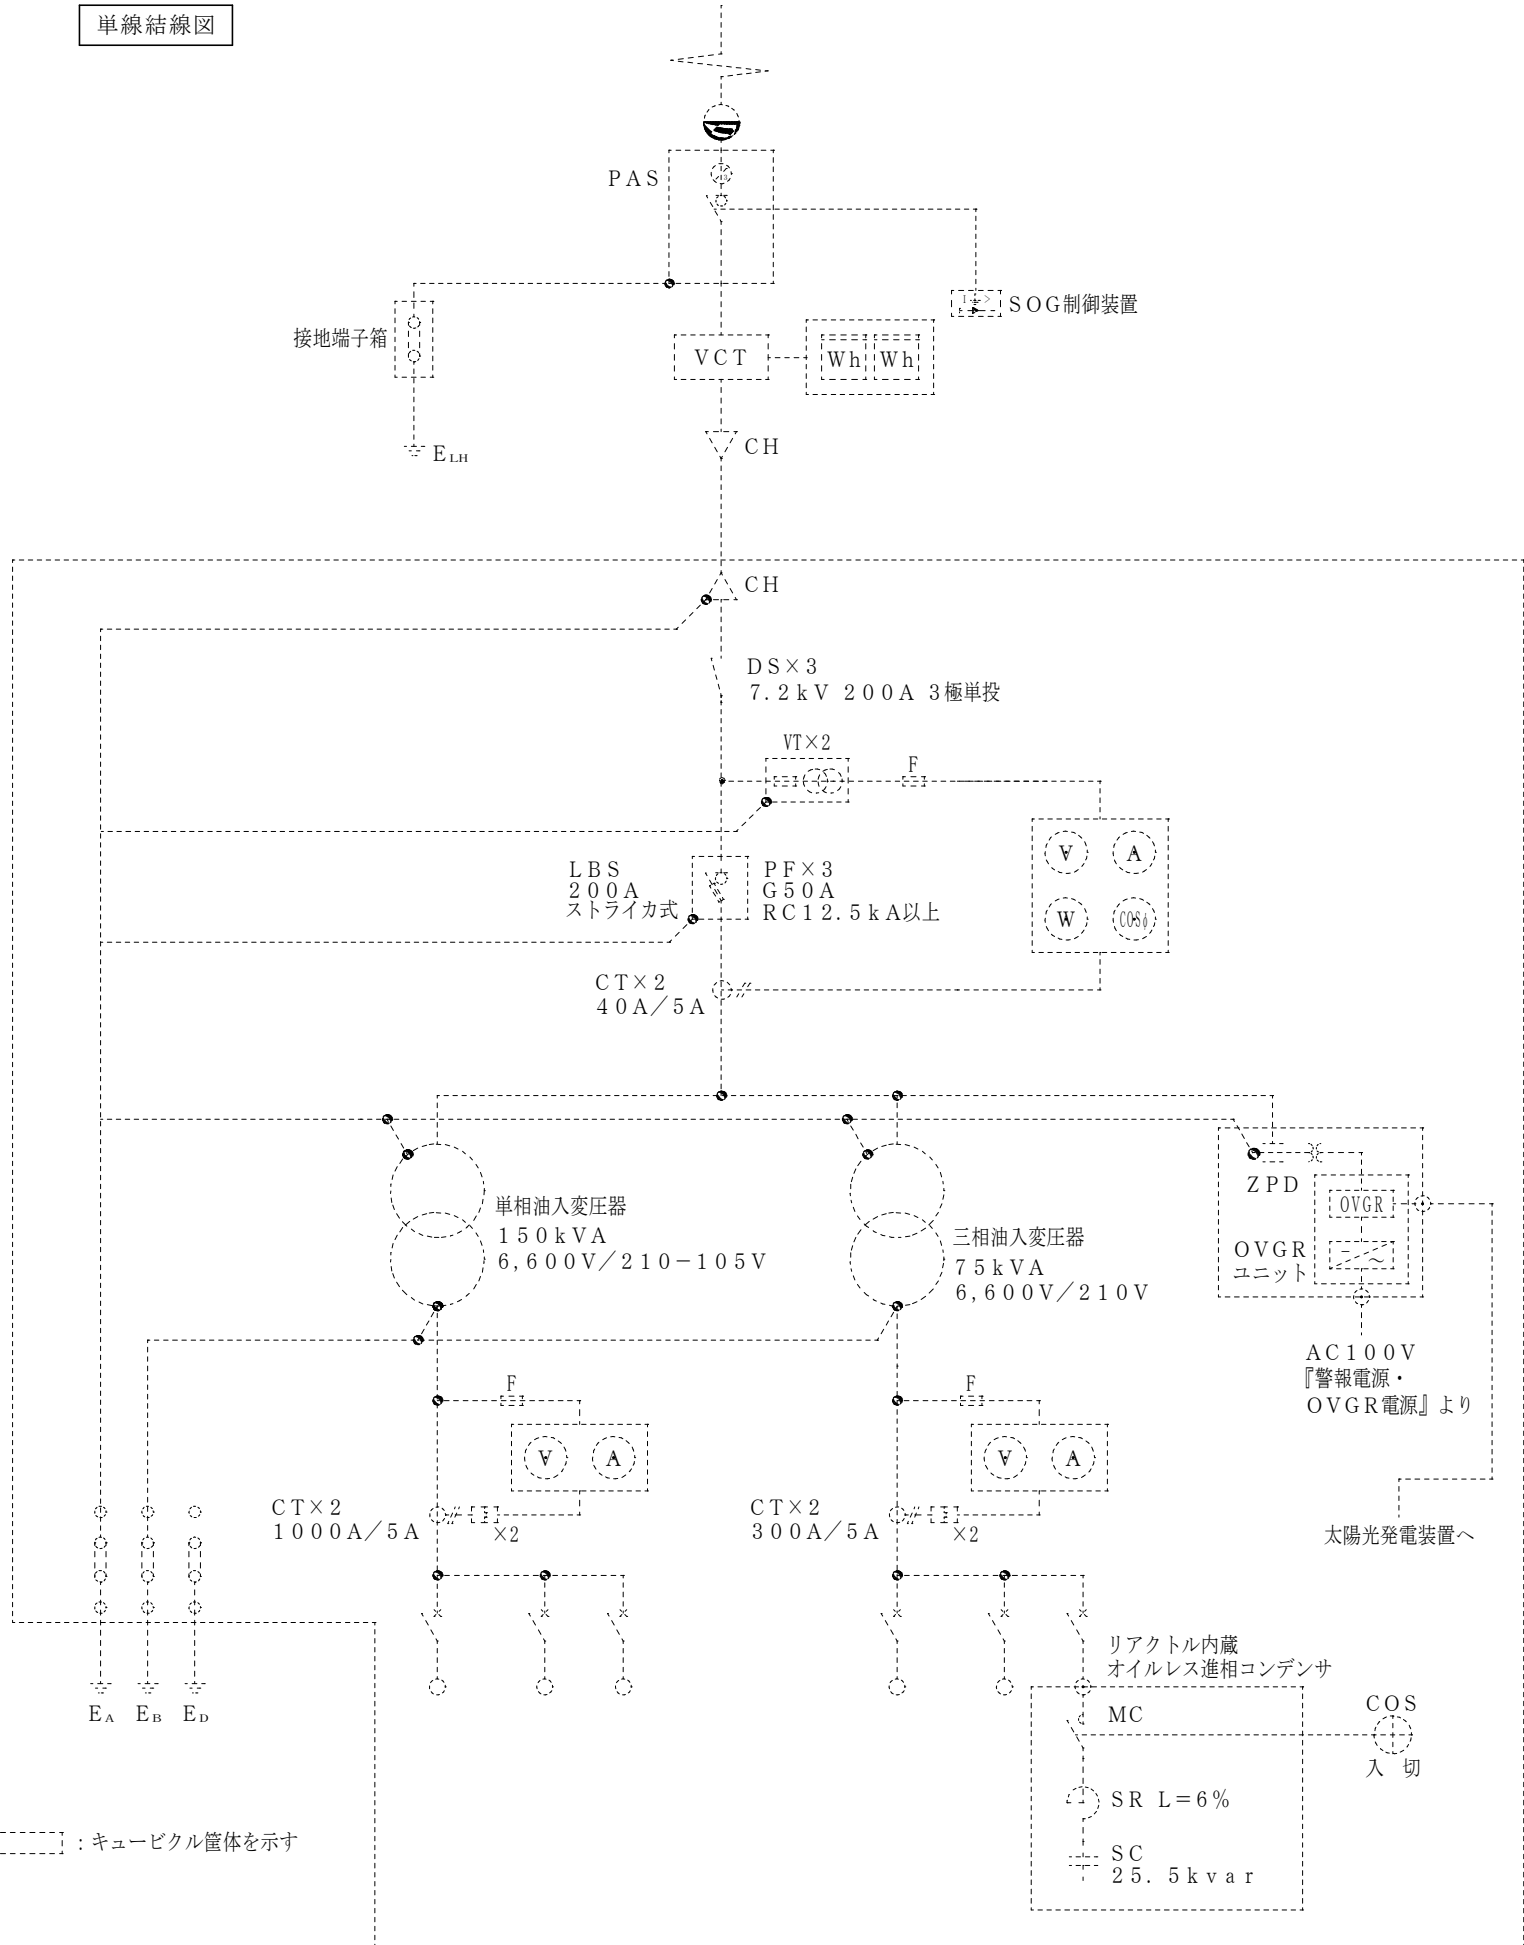 単線結線図
PAS
SOG制御装置
I >
接地端子箱
VCT
Wh
Wh
CH
ELH
CH
DS×3
7.2kV 200A 3極単投
VT×2
F
V
A
LBS
200A
ストライカ式
PF×3
G50A
RC12.5kA以上
W
COSφ
CT×2
40A/5A
ZPD
OVGR
単相油入変圧器
150kVA
6,600V/210-105V
三相油入変圧器
75kVA
6,600V/210V
OVGR
ユニット
AC100V
『警報電源・
OVGR電源』より
F
F
V
A
V
A
CT×2
1000A/5A
×2
CT×2
300A/5A
×2
太陽光発電装置へ
リアクトル内蔵
オイルレス進相コンデンサ
EA
EB
ED
MC
COS
入 切
SR L=6%
SC
25.5kvar
:キュービクル筐体を示す